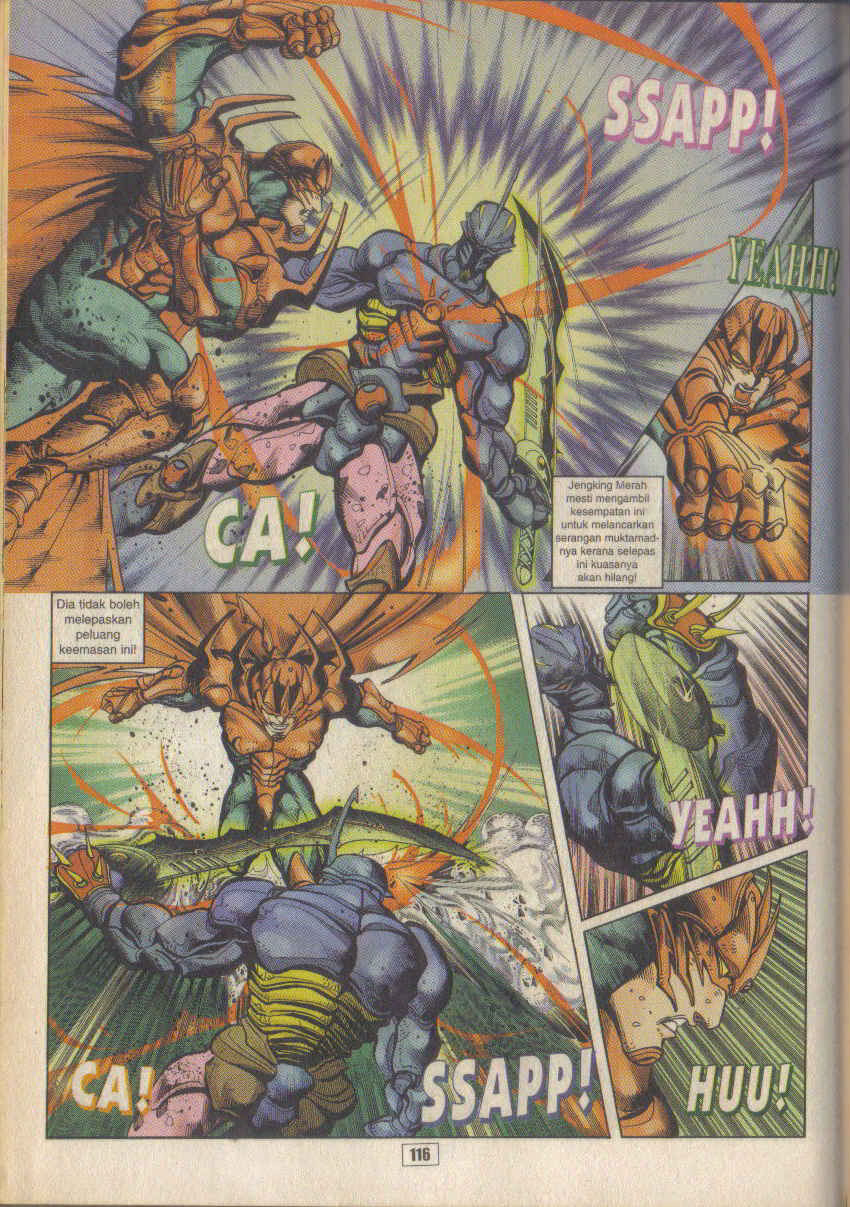 SSAPP!
YEAHH!
CA!
Jengking Merah
mesti mengambil
kesempatan ini
untuk melancarkan
serangan muktamad-
nya kerana selepas
ini kuasanya
akan hilang!
Dia tidak boleh
melepaskan
peluang
keemasan ini!
YEAHH!
CA!
SSAPP!
HUU!
116